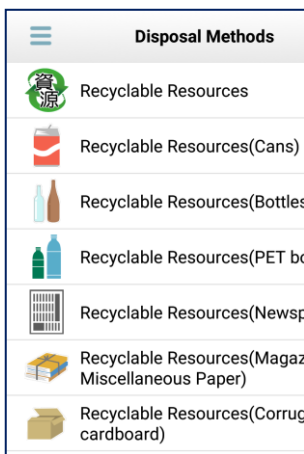 Disposal Methods
資
源
Recyclable Resources
Recyclable Resources(Cans)
Recyclable Resources(Bottles
Recyclable Resources(PET bo
Recyclable Resources(Newsp
Recyclable Resources(Magaz
Miscellaneous Paper)
Recyclable Resources(Corrug
cardboard)